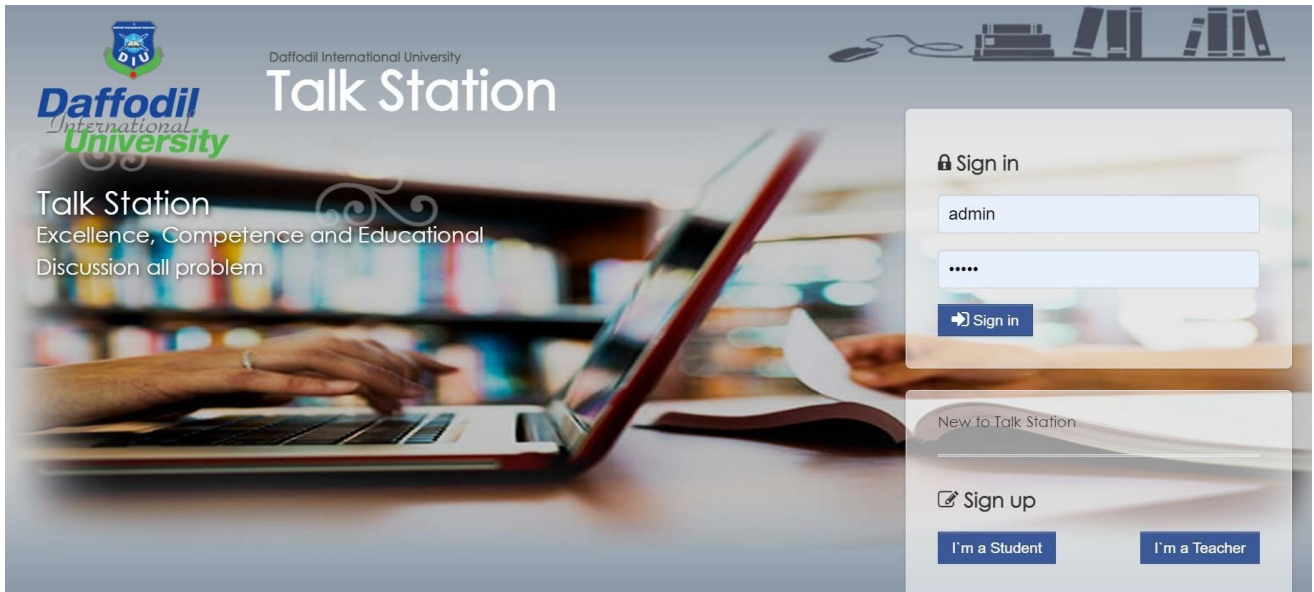 DIU
Daffodil
International
University
Daffodil International University
Talk Station
Talk Station
Excellence, Competence and Educational
Discussion all problem
Sign in
admin
•••••
Sign in
New to Talk Station
Sign up
I`m a Student
I`m a Teacher